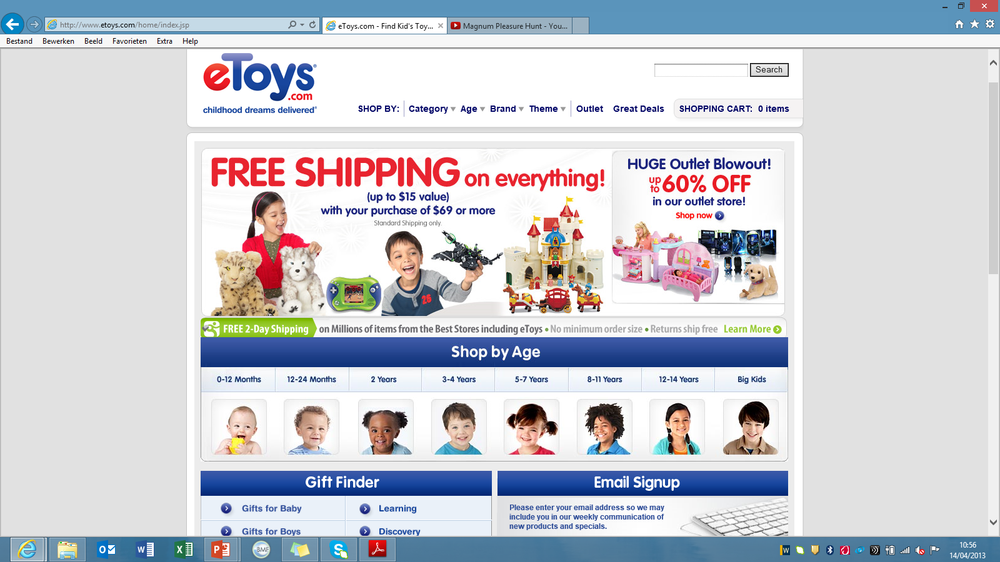 http://www.etoys.com/home/index.jsp
eToys.com - Find Kid's Toy...
Magnum Pleasure Hunt - You...
Bestand Bewerken Beeld Favorieten Extra Help
eToys
.com
childhood dreams delivered
Search
SHOP BY: Category Age Brand Theme Outlet Great Deals SHOPPING CART: 0 items
FREE SHIPPING on everything!
(up to $15 value)
with your purchase of $69 or more
Standard Shipping only.
26
HUGE Outlet Blowout!
up to 60% OFF
in our outlet store!
Shop now
FREE 2-Day Shipping on Millions of items from the Best Stores including eToys • No minimum order size • Returns ship free Learn More
Shop by Age
0-12 Months 12-24 Months 2 Years 3-4 Years 5-7 Years 8-11 Years 12-14 Years Big Kids
Gift Finder
Gifts for Baby Learning
Gifts for Boys Discovery
Email Signup
Please enter your email address so we may
include you in our weekly communication of
new products and specials.
BMF
10:56
14/04/2013